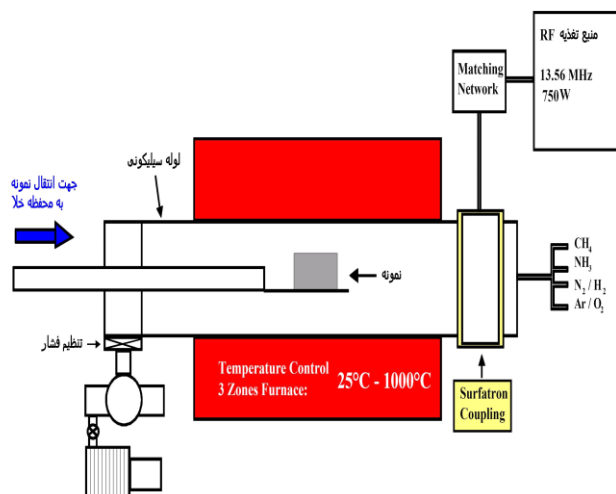 منبع تغذیه RF
13.56 MHz
750W
Matching
Network
لوله سیلیکونی
جهت انتقال نمونه
به محفظه خلا
نمونه
CH₄
NH₃
N₂ / H₂
Ar / O₂
تنظیم فشار
Temperature Control
3 Zones Furnace:
25°C - 1000°C
Surfatron
Coupling